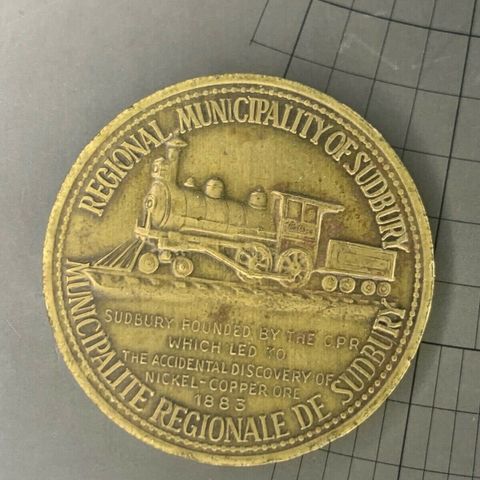 REGIONAL MUNICIPALITY OF SUDBURY
SUDBURY FOUNDED BY THE CPR
WHICH LED TO
THE ACCIDENTAL DISCOVERY OF
NICKEL-COPPER ORE
1883
MUNICIPALITE REGIONALE DE SUDBURY